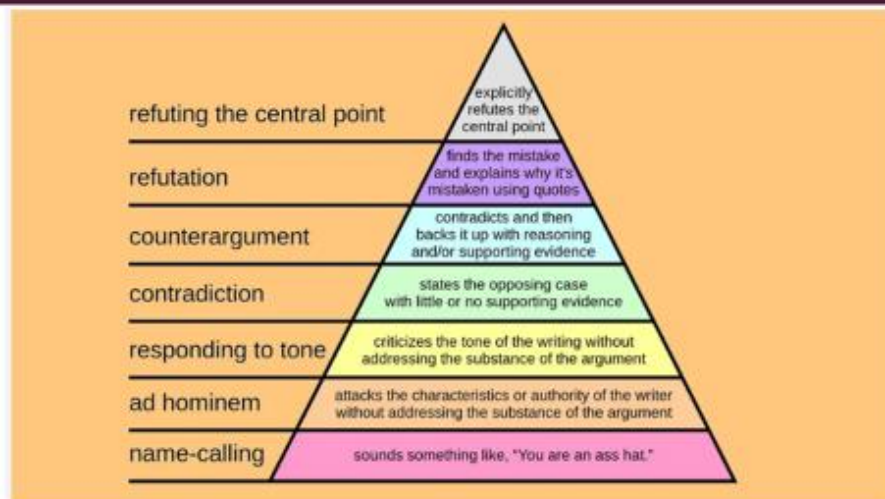 refuting the central point
explicitly
refutes the
central point
refutation
finds the mistake
and explains why it's
mistaken using quotes
counterargument
contradicts and then
backs it up with reasoning
and/or supporting evidence
contradiction
states the opposing case
with little or no supporting evidence
responding to tone
criticizes the tone of the writing without
addressing the substance of the argument
ad hominem
attacks the characteristics or authority of the writer
without addressing the substance of the argument
name-calling
sounds something like, "You are an ass hat."